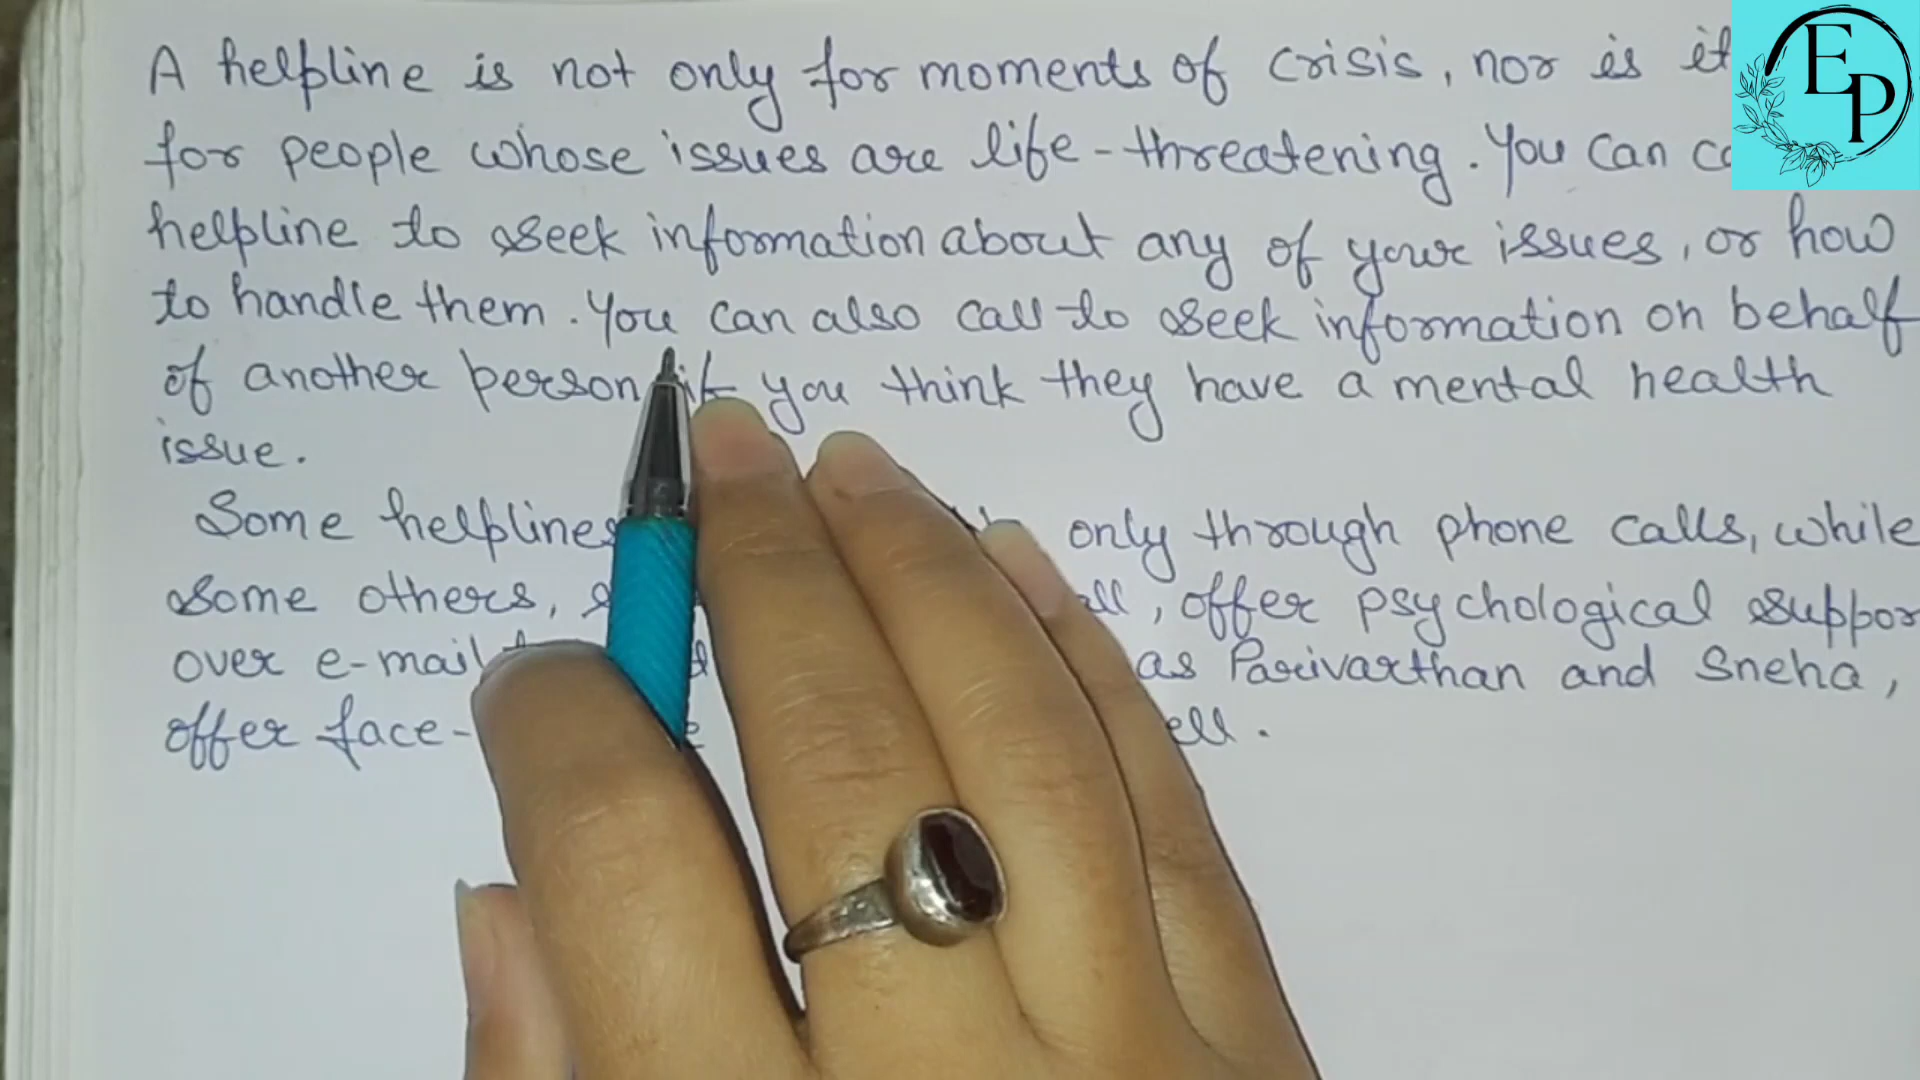 A helpline is not only for moments of crisis, nor is it
for people whose issues are life-threatening. You can
helpline to seek information about any of your issues, or how
to handle them. You can also call to seek information on behalf
of another person if you think they have a mental health
issue.
Some helplines only through phone calls, while
some others, offer psychological
over e-mail as Parivarthan and Sneha,
offer face-
EP